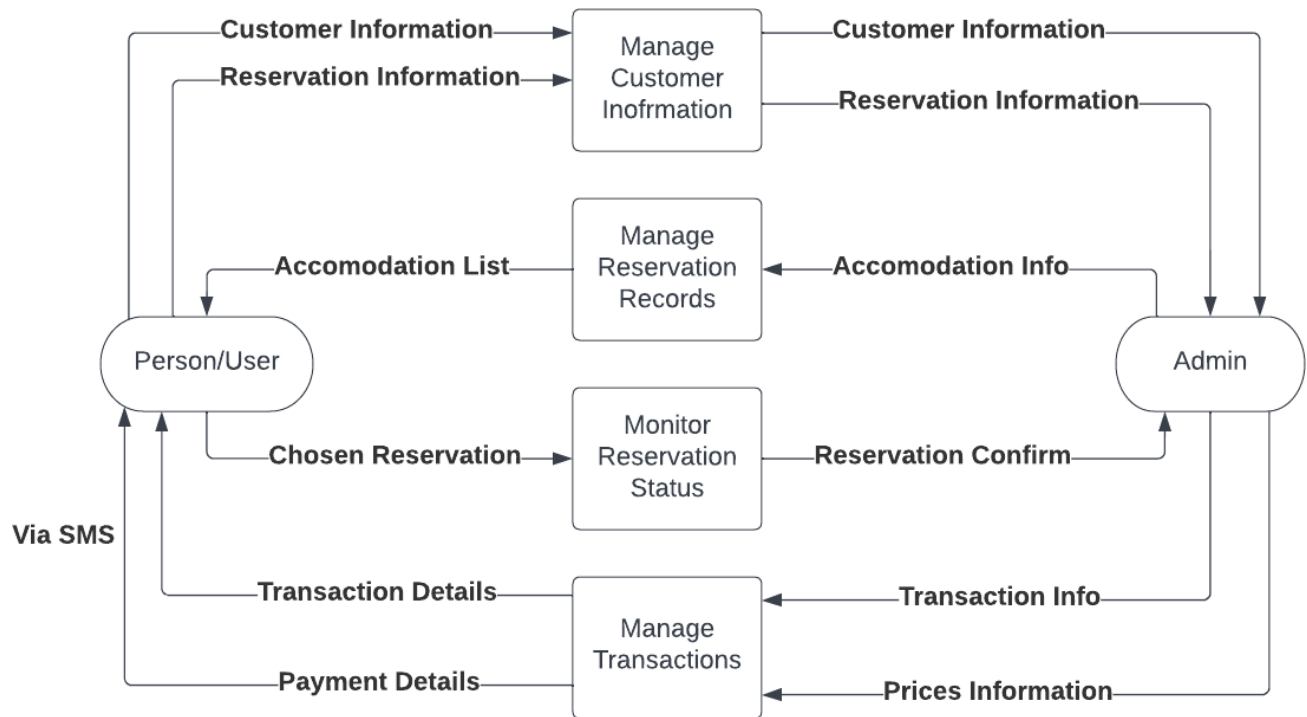 Customer Information
Manage
Customer
Inofrmation
Customer Information
Reservation Information
Reservation Information
Manage
Reservation
Records
Accomodation List
Accomodation Info
Person/User
Admin
Monitor
Reservation
Status
Chosen Reservation
Reservation Confirm
Via SMS
Transaction Details
Transaction Info
Manage
Transactions
Payment Details
Prices Information